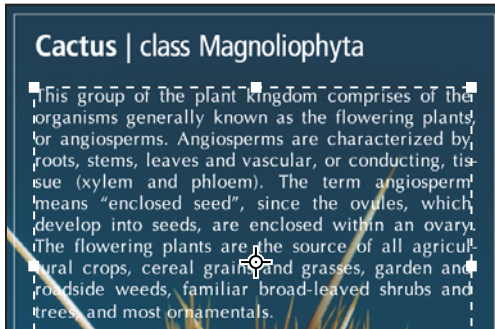 Cactus | class Magnoliophyta
This group of the plant kingdom comprises of the
organisms generally known as the flowering plants,
or angiosperms. Angiosperms are characterized by
roots, stems, leaves and vascular, or conducting, tis-
sue (xylem and phloem). The term angiosperm
means “enclosed seed”, since the ovules, which
develop into seeds, are enclosed within an ovary.
The flowering plants are the source of all agricul-
tural crops, cereal grains and grasses, garden and
roadside weeds, familiar broad-leaved shrubs and
trees, and most ornamentals.